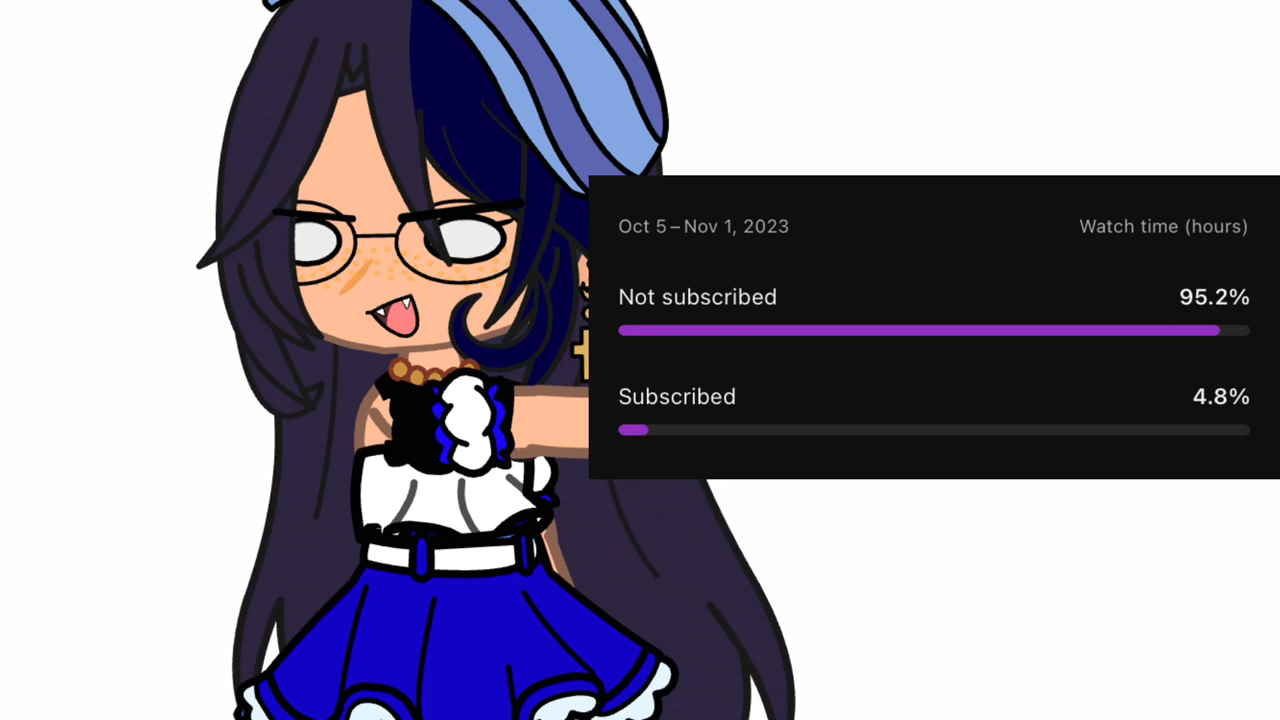 Oct 5 – Nov 1, 2023 Watch time (hours)
Not subscribed 95.2%
Subscribed 4.8%